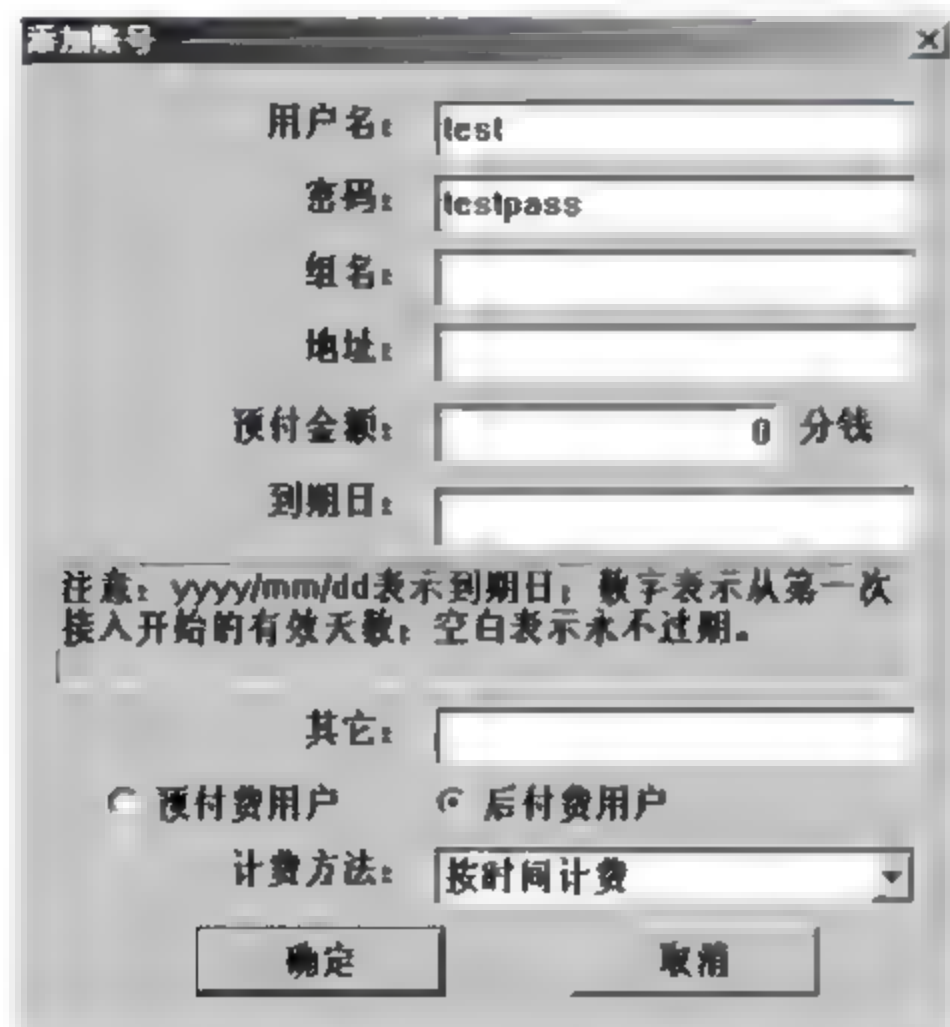 添加账号
用户名： test
密码： testpass
组名：
地址：
预付金额： 0 分钱
到期日：
注意：yyyy/mm/dd表示到期日；数字表示从第一次
接入开始的有效天数；空白表示永不过期。
其它：
预付费用户 后付费用户
计费方法： 按时间计费
确定 取消